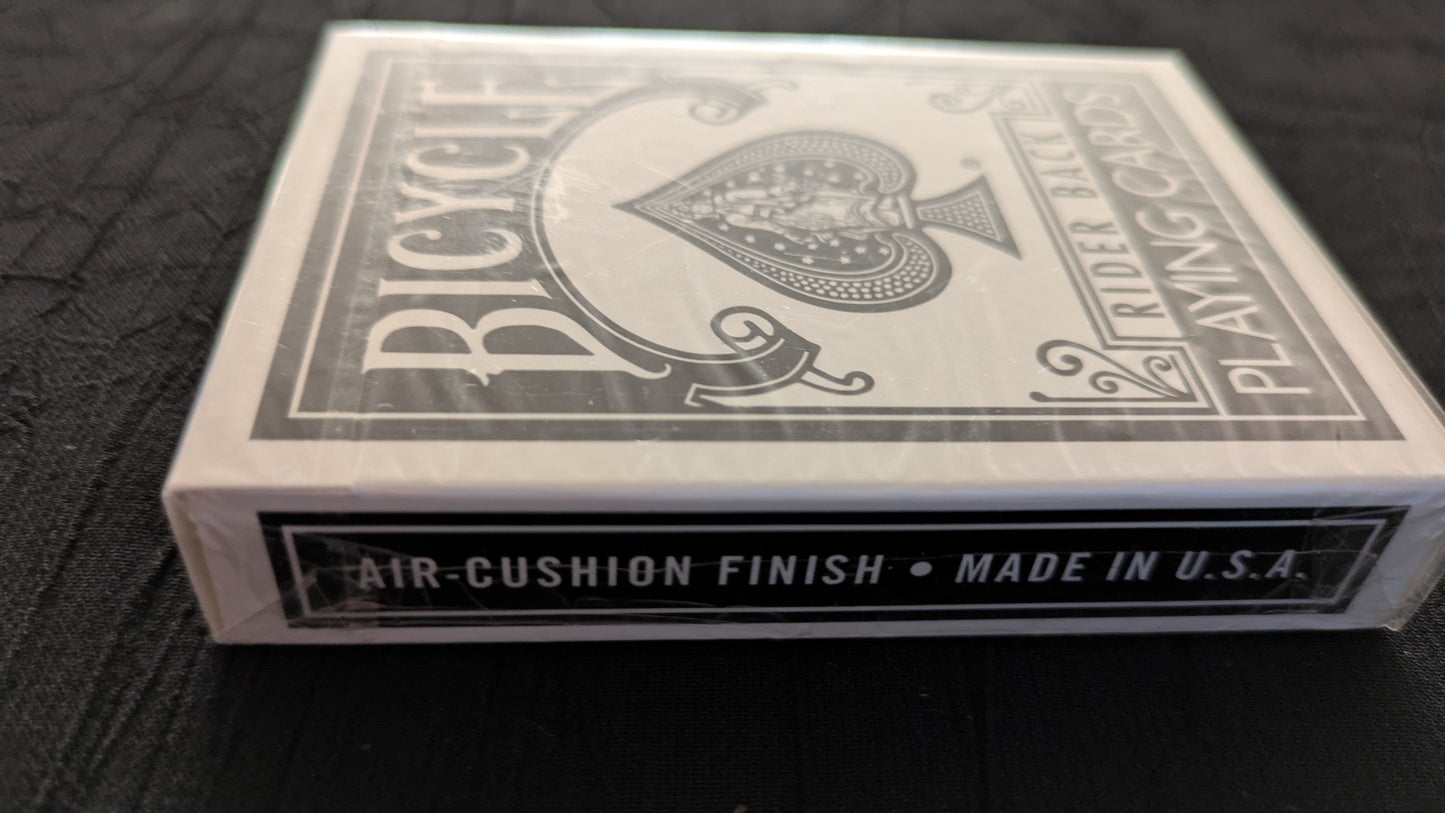 BICYCLE
®
RIDER BACK
PLAYING CARDS
AIR-CUSHION FINISH • MADE IN U.S.A.